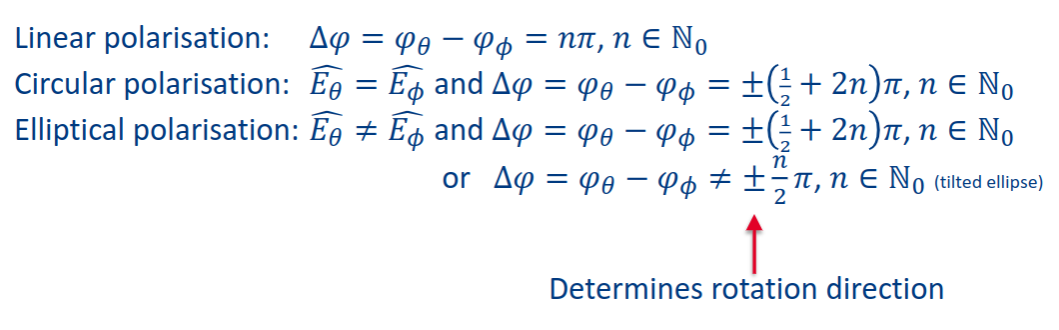 Linear polarisation: Δφ = φ_θ − φ_ϕ = nπ, n ∈ ℕ₀
Circular polarisation: Ê_θ = Ê_ϕ and Δφ = φ_θ − φ_ϕ = ±(½ + 2n)π, n ∈ ℕ₀
Elliptical polarisation: Ê_θ ≠ Ê_ϕ and Δφ = φ_θ − φ_ϕ = ±(½ + 2n)π, n ∈ ℕ₀
or Δφ = φ_θ − φ_ϕ ≠ ±n/2 π, n ∈ ℕ₀ (tilted ellipse)
Determines rotation direction